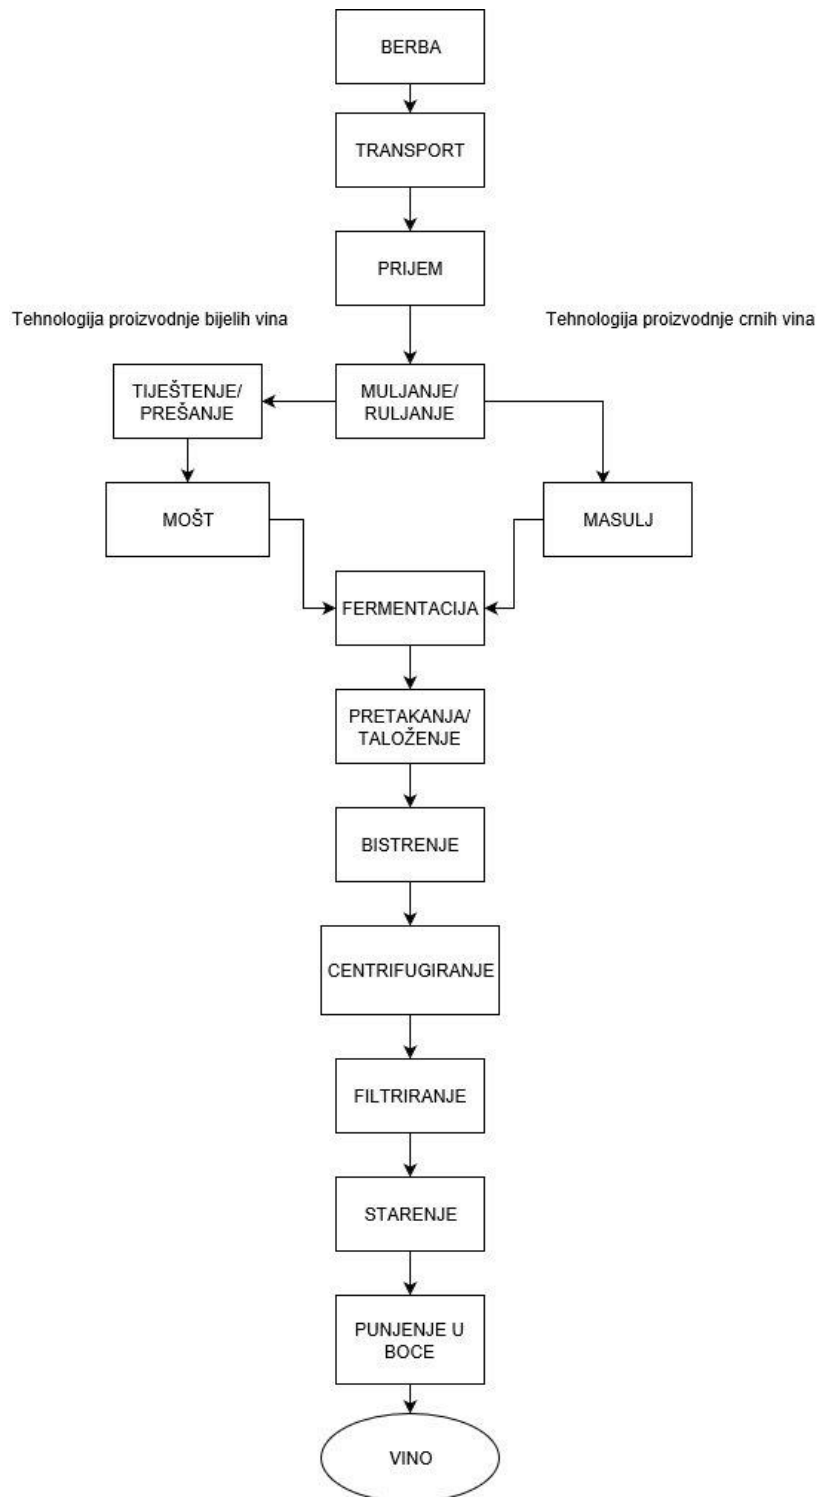 BERBA
TRANSPORT
PRIJEM
Tehnologija proizvodnje bijelih vina
Tehnologija proizvodnje crnih vina
TIJEŠTENJE/
PREŠANJE
MULJANJE/
RULJANJE
MOŠT
MASULJ
FERMENTACIJA
PRETAKANJA/
TALOŽENJE
BISTRENJE
CENTRIFUGIRANJE
FILTRIRANJE
STARENJE
PUNJENJE U
BOCE
VINO